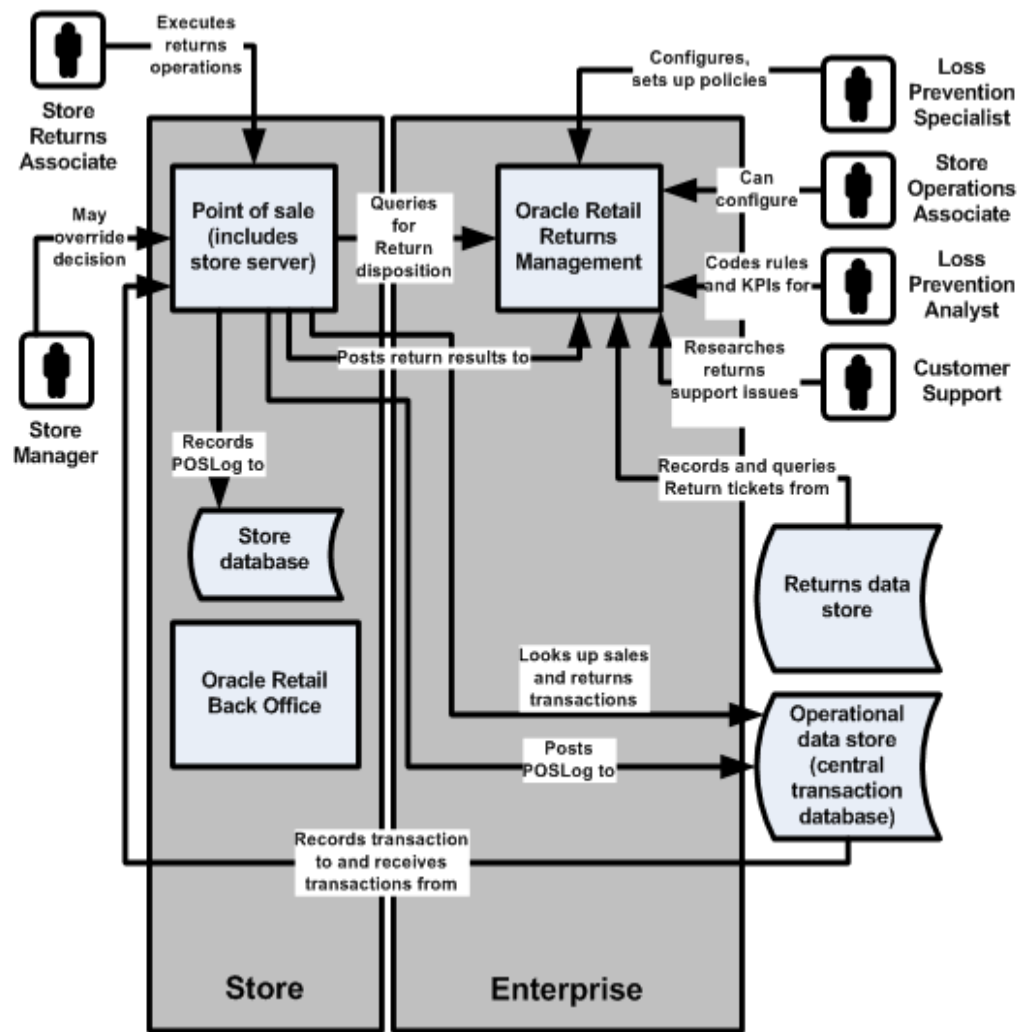 Executes
returns
operations
Store
Returns
Associate
Configures,
sets up policies
Loss
Prevention
Specialist
May
override
decision
Point of sale
(includes
store server)
Queries
for
Return
disposition
Oracle Retail
Returns
Management
Can
configure
Store
Operations
Associate
Codes rules
and KPIs for
Loss
Prevention
Analyst
Posts return results to
Researches
returns
support issues
Customer
Support
Store
Manager
Records
POSLog to
Records and queries
Return tickets from
Store
database
Returns data
store
Oracle Retail
Back Office
Looks up sales
and returns
transactions
Operational
data store
(central
transaction
database)
Posts
POSLog to
Records transaction
to and receives
transactions from
Store
Enterprise